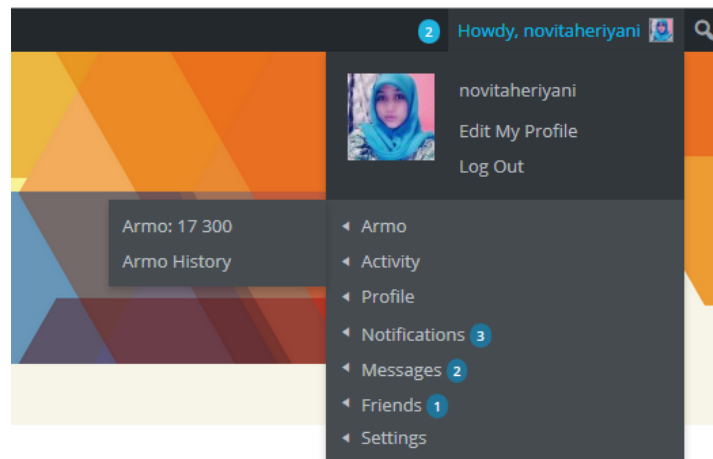 2 Howdy, novitaheriyani
novitaheriyani
Edit My Profile
Log Out
Armo: 17 300
Armo History
Armo
Activity
Profile
Notifications 3
Messages 2
Friends 1
Settings